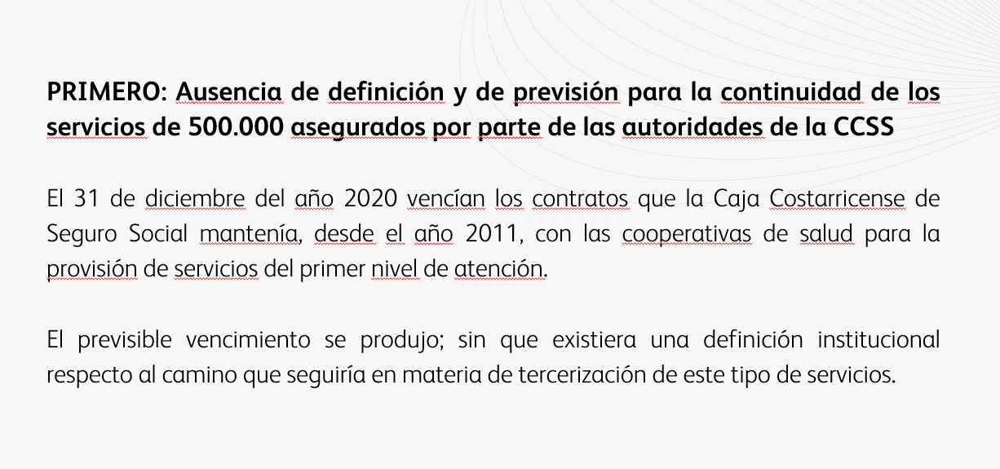 PRIMERO: Ausencia de definición y de previsión para la continuidad de los
servicios de 500.000 asegurados por parte de las autoridades de la CCSS
El 31 de diciembre del año 2020 vencían los contratos que la Caja Costarricense de
Seguro Social mantenía, desde el año 2011, con las cooperativas de salud para la
provisión de servicios del primer nivel de atención.
El previsible vencimiento se produjo; sin que existiera una definición institucional
respecto al camino que seguiría en materia de tercerización de este tipo de servicios.